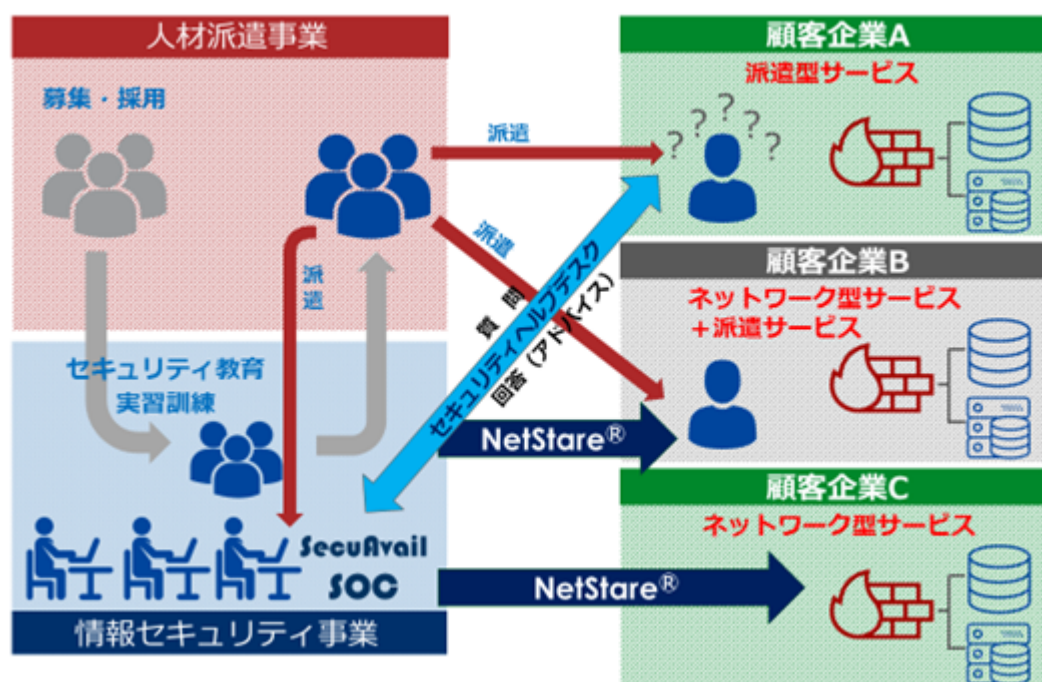 人材派遣事業
募集・採用
派遣
派遣
派遣
セキュリティ教育
実習訓練
SecuAvail
SOC
情報セキュリティ事業
質問
セキュリティヘルプデスク
回答（アドバイス）
NetStare®
NetStare®
顧客企業A
派遣型サービス
? ? ? ? ?
顧客企業B
ネットワーク型サービス
＋派遣サービス
顧客企業C
ネットワーク型サービス